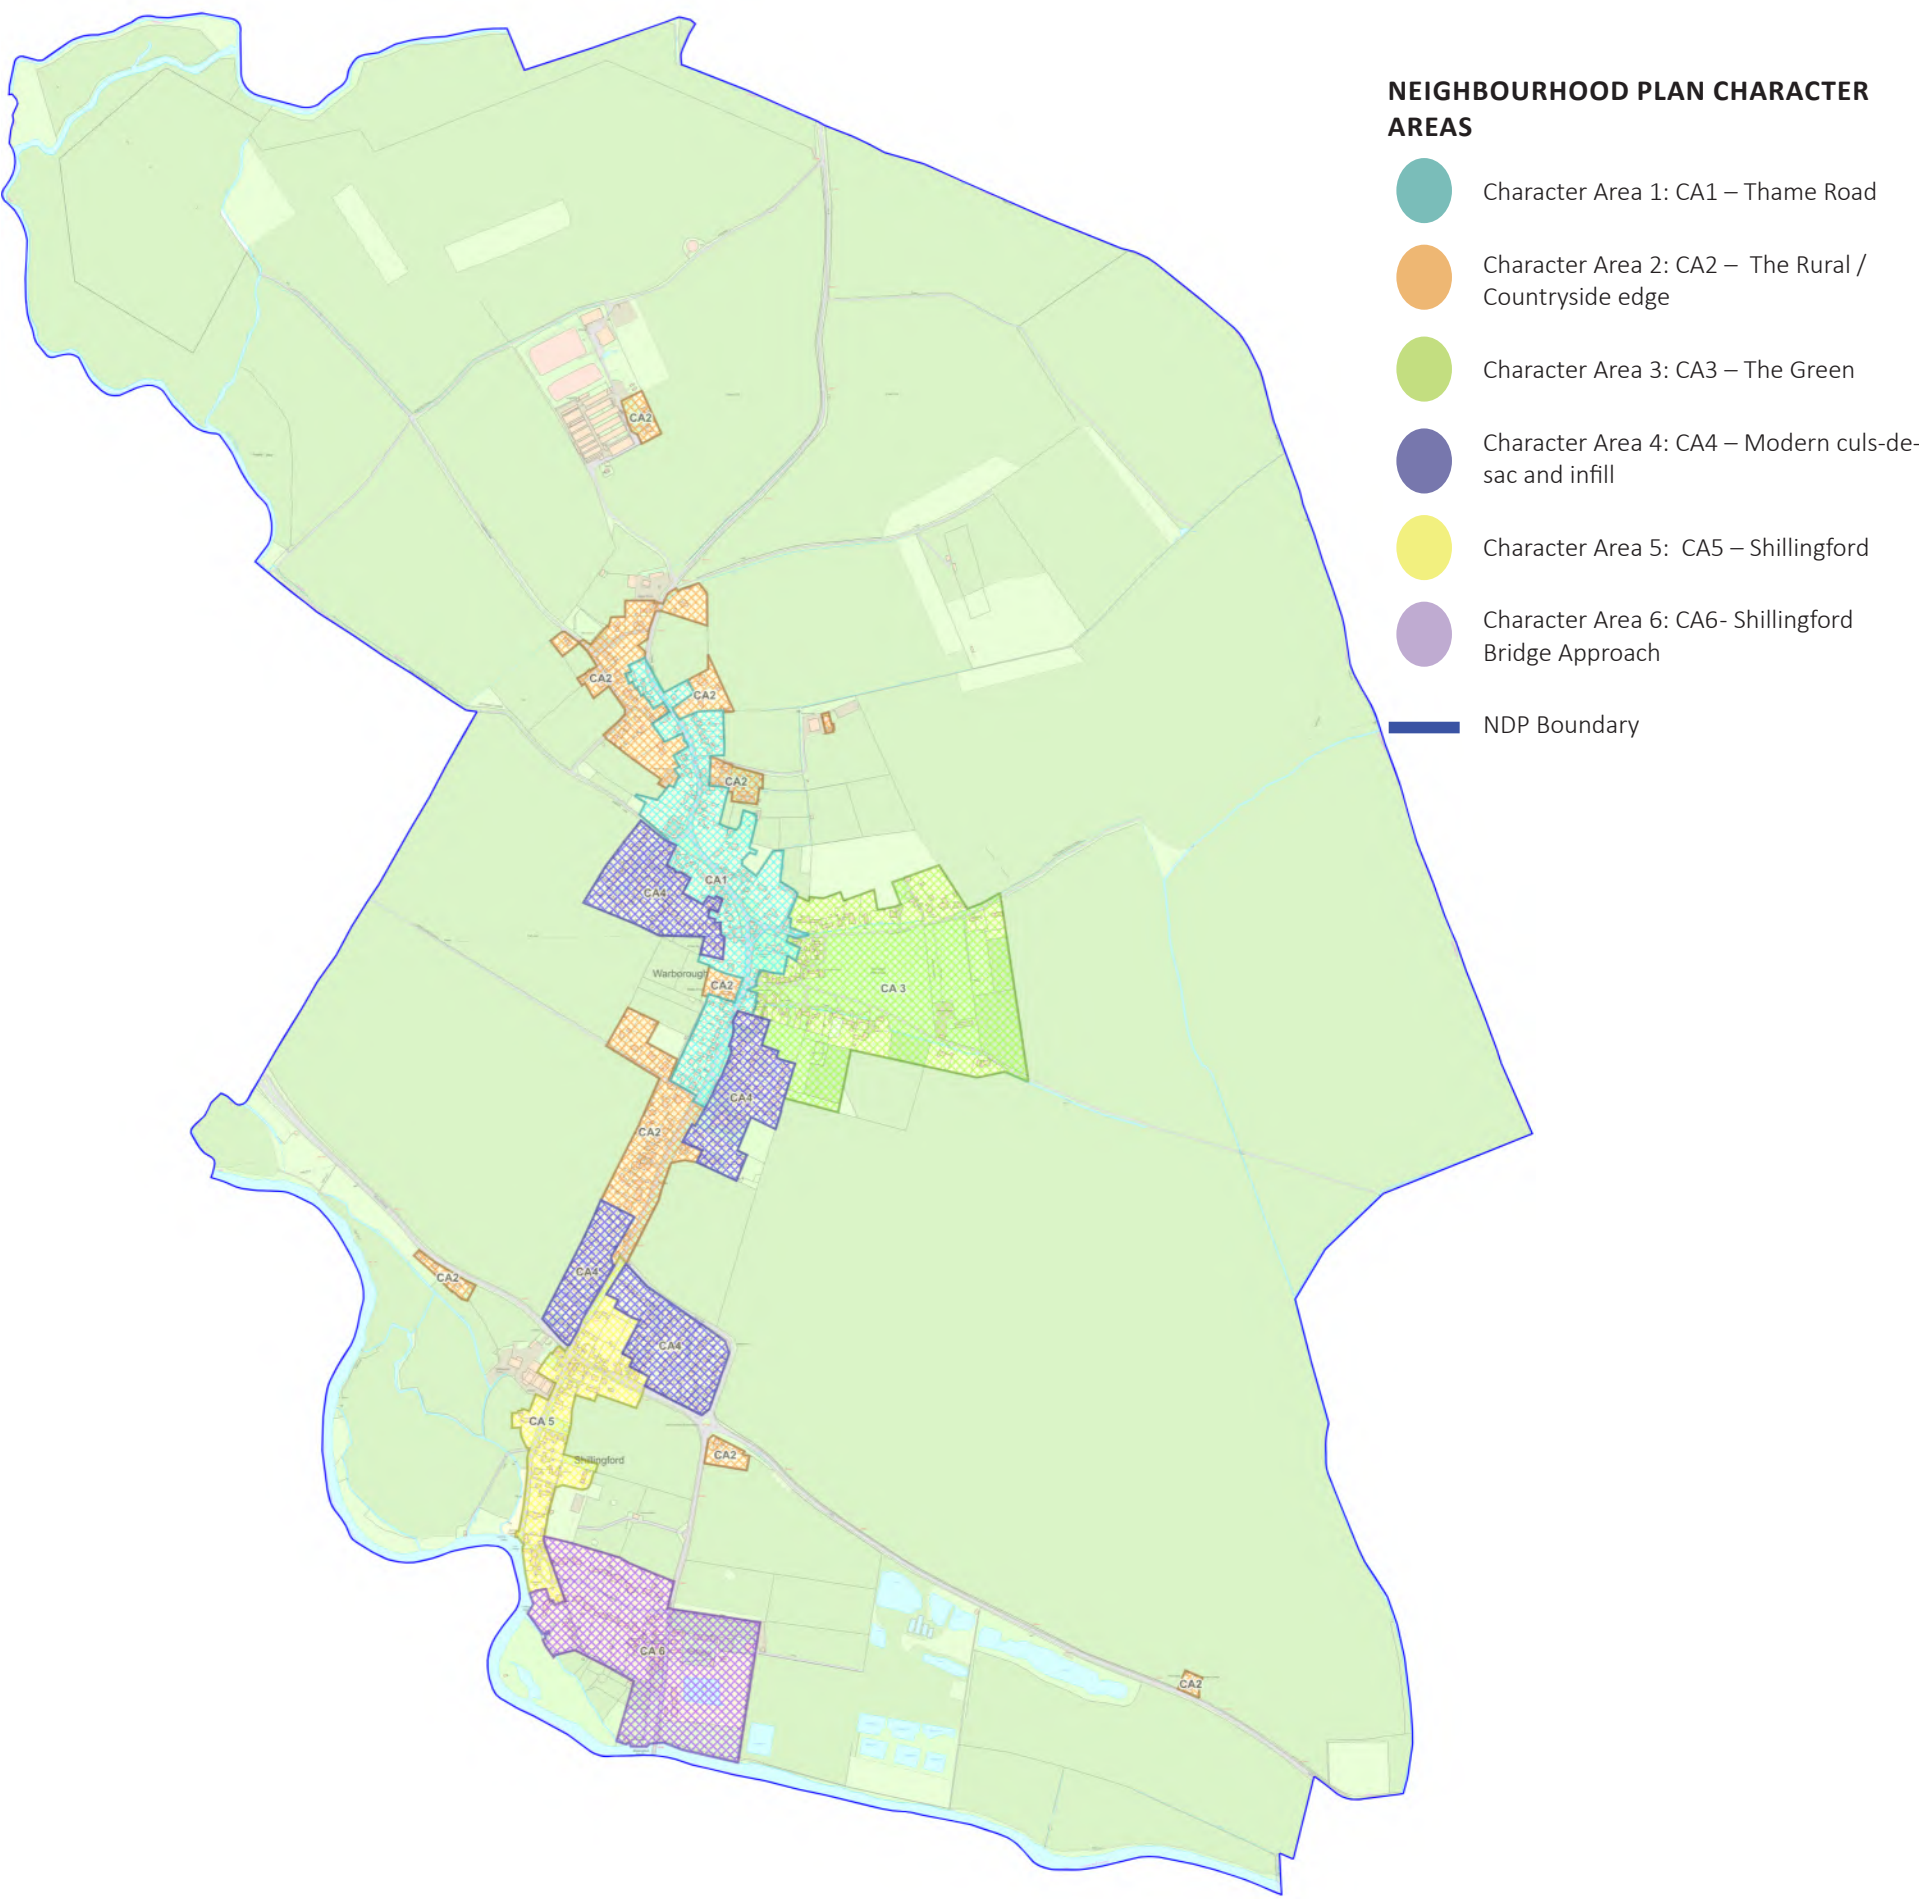 NEIGHBOURHOOD PLAN CHARACTER
AREAS
Character Area 1: CA1 – Thame Road
Character Area 2: CA2 –  The Rural /
Countryside edge
Character Area 3: CA3 – The Green
Character Area 4: CA4 – Modern culs-de-
sac and infill
Character Area 5:  CA5 – Shillingford
Character Area 6: CA6- Shillingford
Bridge Approach
NDP Boundary
CA2
CA2
CA2
CA2
CA1
CA4
Warborough
CA2
CA 3
CA4
CA2
CA4
CA2
CA4
CA 5
CA2
Shillingford
CA 6
CA2